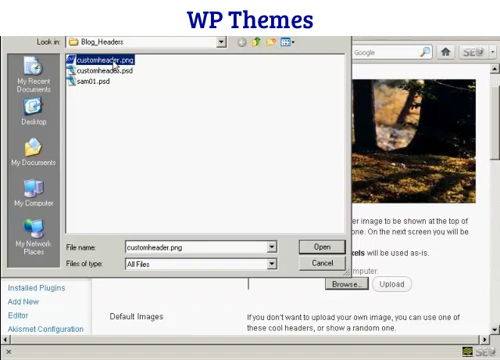 WP Themes
Look in:
Blog_Headers
Google
customheader.png
customheader.psd
sam01.psd
My Recent
Documents
Desktop
My Documents
My Computer
My Network
Places
File name:
customheader.png
Open
Files of type:
All Files
Cancel
er image to be shown at the top of
one. On the next screen you will be
xels will be used as-is.
computer:
Browse...
Upload
Installed Plugins
Add New
Editor
Akismet Configuration
Default Images
If you don't want to upload your own image, you can use one of
these cool headers, or show a random one.